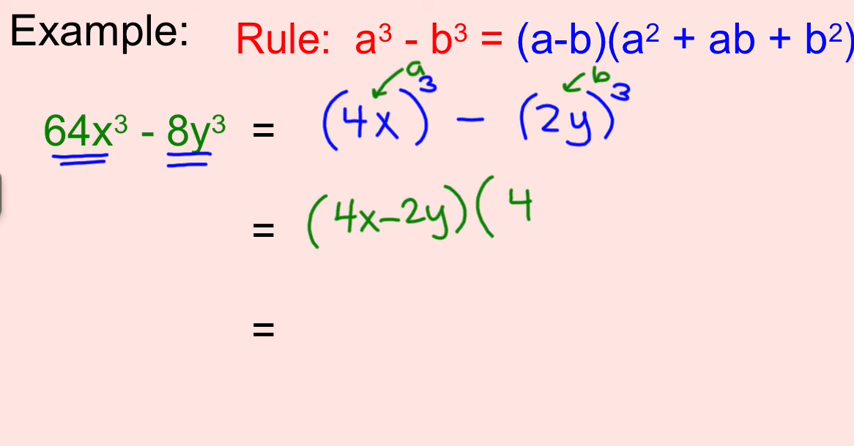 Example: Rule: a³ - b³ = (a-b)(a² + ab + b²)
a b
64x³ - 8y³ = (4x)³ - (2y)³
= (4x-2y)(4
=